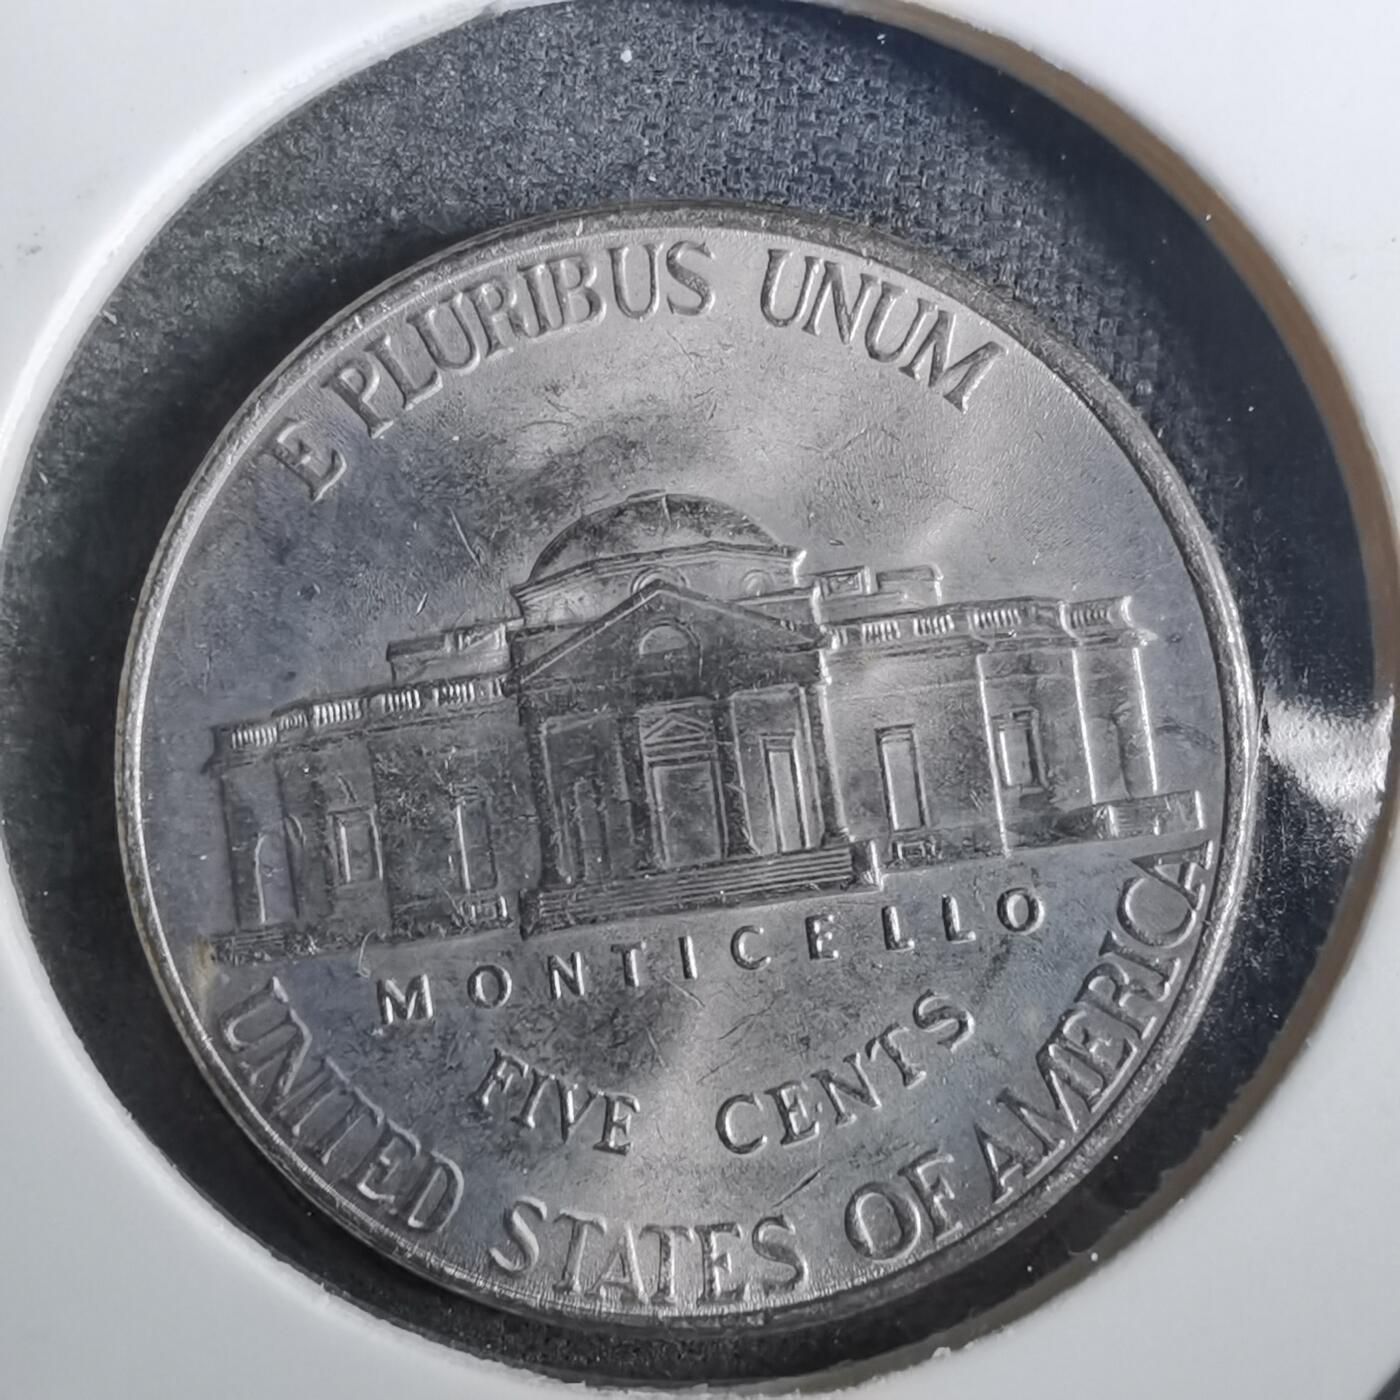 E PLURIBUS UNUM
MONTICELLO
FIVE CENTS
UNITED STATES OF AMERICA